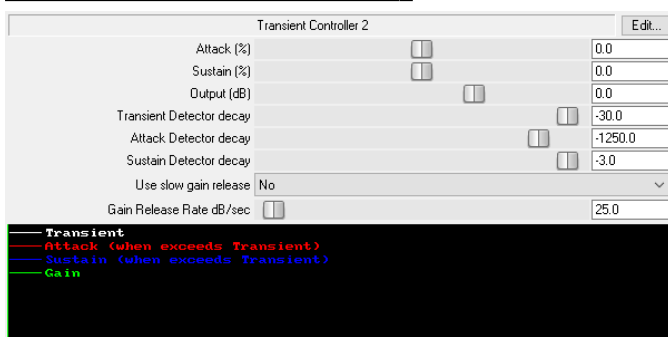 Transient Controller 2 Edit...
Attack (%) 0.0
Sustain (%) 0.0
Output (dB) 0.0
Transient Detector decay -30.0
Attack Detector decay -1250.0
Sustain Detector decay -3.0
Use slow gain release No
Gain Release Rate dB/sec 25.0
Transient
Attack (when exceeds Transient)
Sustain (when exceeds Transient)
Gain